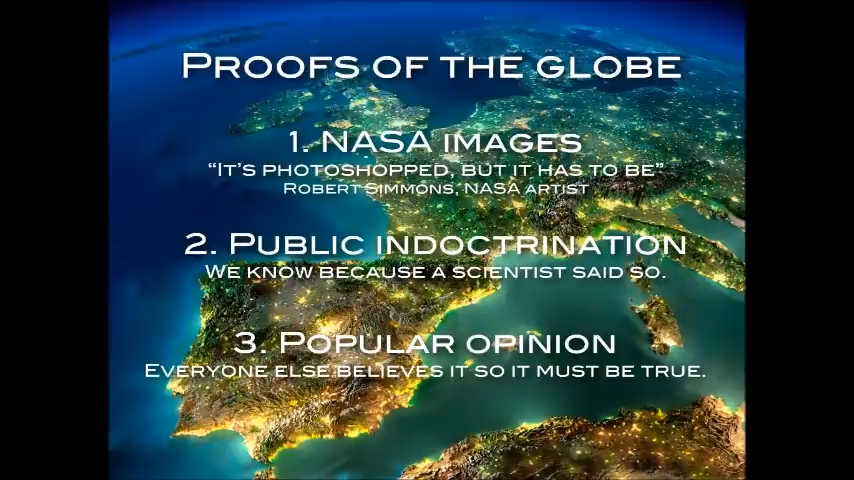 PROOFS OF THE GLOBE
1. NASA IMAGES
“IT'S PHOTOSHOPPED, BUT IT HAS TO BE”
ROBERT SIMMONS, NASA ARTIST
2. PUBLIC INDOCTRINATION
WE KNOW BECAUSE A SCIENTIST SAID SO.
3. POPULAR OPINION
EVERYONE ELSE BELIEVES IT SO IT MUST BE TRUE.